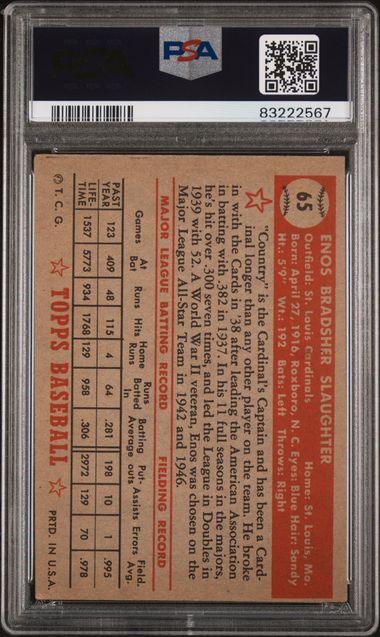 PSA
PSA
83222567
65
ENOS BRADSHER SLAUGHTER
Outfield: St. Louis Cardinals Home: St. Louis, Mo.
Born: April 27, 1916, Roxboro, N. C. Eyes: Blue Hair: Sandy
Ht.: 5'9" Wt.: 192 Bats: Left Throws: Right
"Country" is the Cardinal's Captain and has been a Card-
inal longer than any other player on the team. He broke
in with the Cards in '38 after leading the American Association
in batting with .382 in 1937. In his 11 full seasons in the majors,
he's hit over .300 seven times, and led the League in Doubles in
1939 with 52. A World War II veteran, Enos was chosen on the
Major League All-Star Team in 1942 and 1946.
MAJOR LEAGUE BATTING RECORD FIELDING RECORD
Games At Bat Runs Hits Home Runs Runs Batted In Batting Average Put-outs Assists Errors Field. Avg.
PAST YEAR 123 409 48 115 4 64 .281 198 10 1 .995
LIFE-TIME 1537 5773 934 1768 129 958 .306 2972 129 70 .978
© T. C. G. TOPPS BASEBALL PRTD. IN U.S.A.